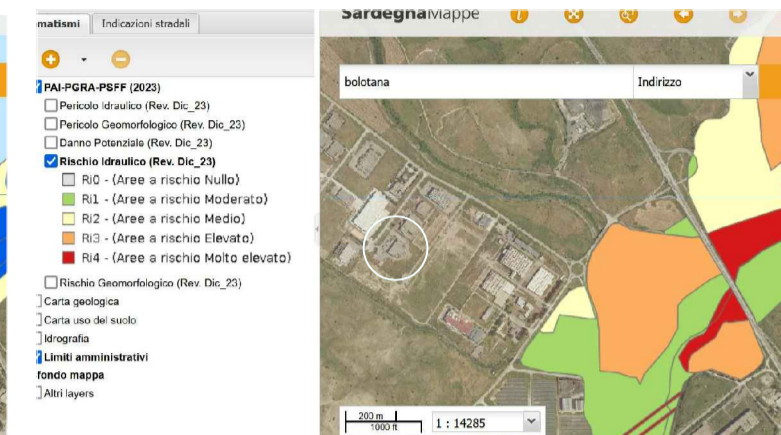 matismi
Indicazioni stradali
PAI-PGRA-PSFF (2023)
Pericolo Idraulico (Rev. Dic_23)
Pericolo Geomorfologico (Rev. Dic_23)
Danno Potenziale (Rev. Dic_23)
Rischio Idraulico (Rev. Dic_23)
Ri0 - (Aree a rischio Nullo)
Ri1 - (Aree a rischio Moderato)
Ri2 - (Aree a rischio Medio)
Ri3 - (Aree a rischio Elevato)
Ri4 - (Aree a rischio Molto elevato)
Rischio Geomorfologico (Rev. Dic_23)
Carta geologica
Carta uso del suolo
Idrografia
Limiti amministrativi
fondo mappa
Altri layers
SardegnaMappe
bolotana
Indirizzo
200 m
1000 ft
1 : 14285